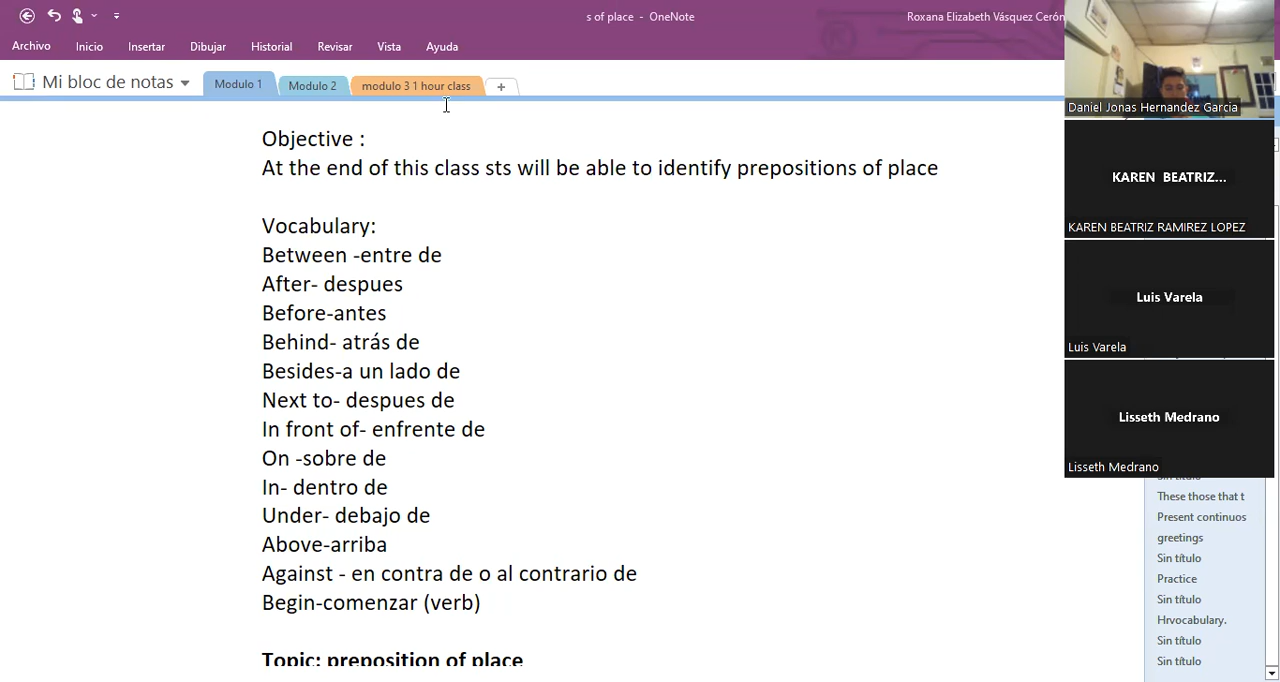 s of place - OneNote
Roxana Elizabeth Vásquez Cerón
Archivo Inicio Insertar Dibujar Historial Revisar Vista Ayuda
Mi bloc de notas Modulo 1 Modulo 2 modulo 3 1 hour class +
Objective :
At the end of this class sts will be able to identify prepositions of place
Vocabulary:
Between -entre de
After- despues
Before-antes
Behind- atrás de
Besides-a un lado de
Next to- despues de
In front of- enfrente de
On -sobre de
In- dentro de
Under- debajo de
Above-arriba
Against - en contra de o al contrario de
Begin-comenzar (verb)
Topic: preposition of place
Daniel Jonas Hernandez Garcia
KAREN BEATRIZ...
KAREN BEATRIZ RAMIREZ LOPEZ
Luis Varela
Luis Varela
Lisseth Medrano
Lisseth Medrano
Sin título
These those that t
Present continuos
greetings
Sin título
Practice
Sin título
Hrvocabulary.
Sin título
Sin título